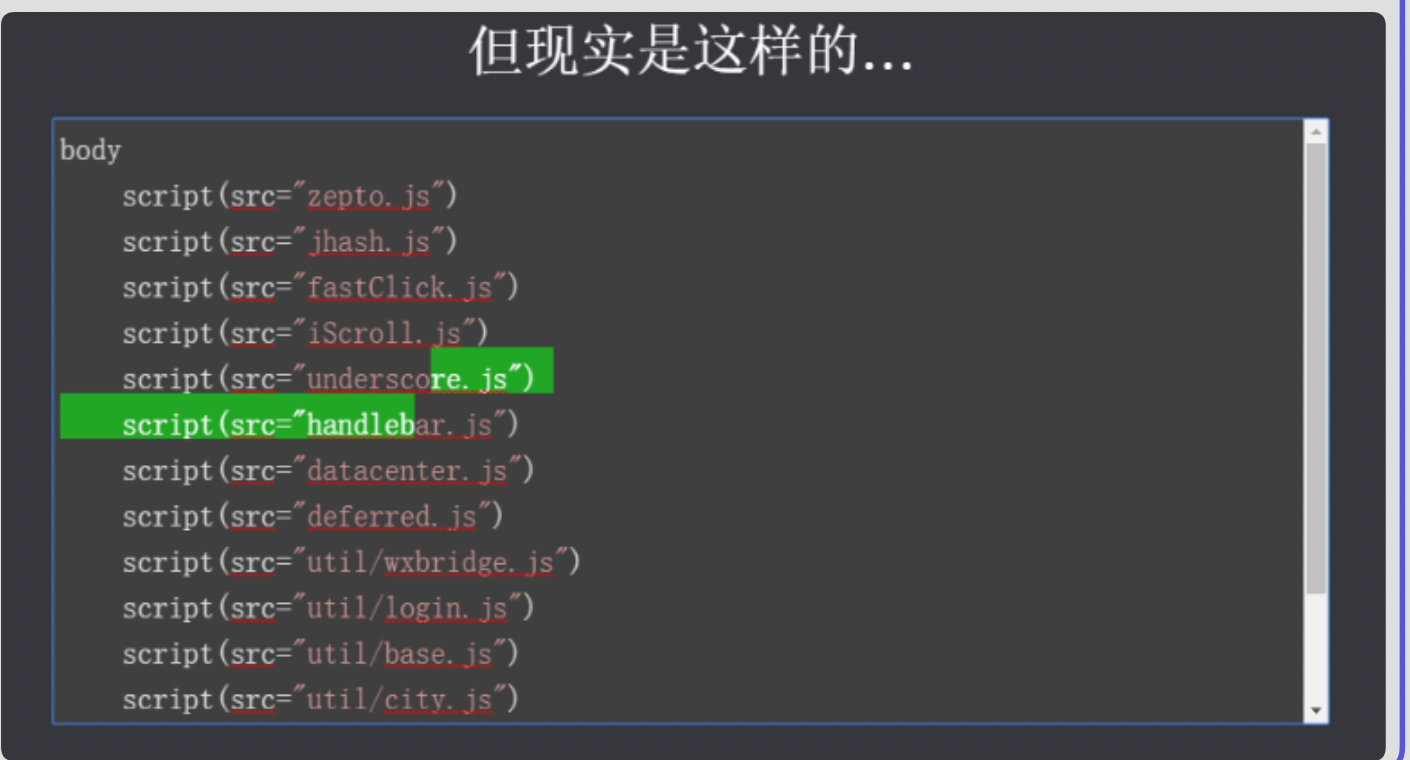 但现实是这样的...
body
script(src="zepto.js")
script(src="jhash.js")
script(src="fastClick.js")
script(src="iScroll.js")
script(src="underscore.js")
script(src="handlebar.js")
script(src="datacenter.js")
script(src="deferred.js")
script(src="util/wxbridge.js")
script(src="util/login.js")
script(src="util/base.js")
script(src="util/city.js")